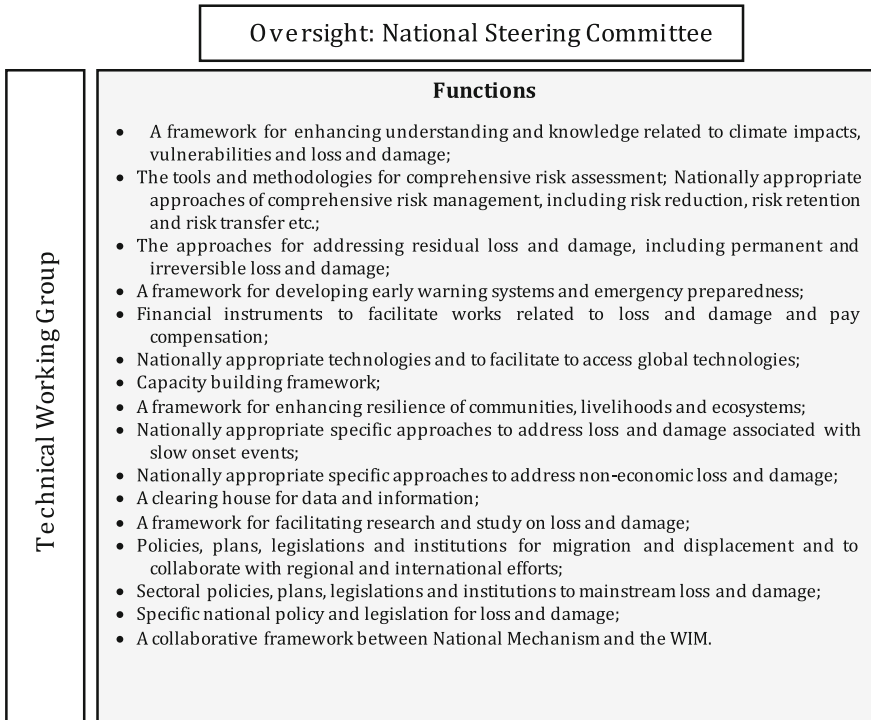 Oversight: National Steering Committee
Technical Working Group
Functions
• A framework for enhancing understanding and knowledge related to climate impacts,
vulnerabilities and loss and damage;
• The tools and methodologies for comprehensive risk assessment; Nationally appropriate
approaches of comprehensive risk management, including risk reduction, risk retention
and risk transfer etc.;
• The approaches for addressing residual loss and damage, including permanent and
irreversible loss and damage;
• A framework for developing early warning systems and emergency preparedness;
• Financial instruments to facilitate works related to loss and damage and pay
compensation;
• Nationally appropriate technologies and to facilitate to access global technologies;
• Capacity building framework;
• A framework for enhancing resilience of communities, livelihoods and ecosystems;
• Nationally appropriate specific approaches to address loss and damage associated with
slow onset events;
• Nationally appropriate specific approaches to address non-economic loss and damage;
• A clearing house for data and information;
• A framework for facilitating research and study on loss and damage;
• Policies, plans, legislations and institutions for migration and displacement and to
collaborate with regional and international efforts;
• Sectoral policies, plans, legislations and institutions to mainstream loss and damage;
• Specific national policy and legislation for loss and damage;
• A collaborative framework between National Mechanism and the WIM.